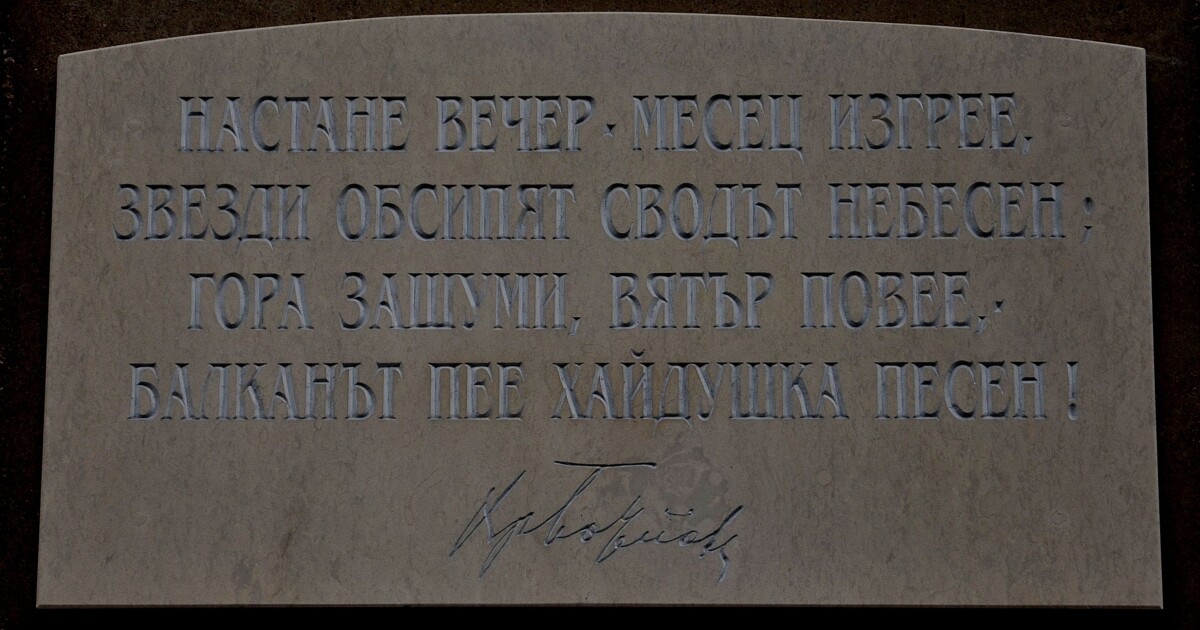 НАСТАНЕ ВЕЧЕР · МЕСЕЦ ИЗГРЕЕ,
ЗВЕЗДИ ОБСИПЯТ СВОДЪТ НЕБЕСЕН ;
ГОРА ЗАШУМИ, ВЯТЪР ПОВЕЕ, ·
БАЛКАНЪТ ПЕЕ ХАЙДУШКА ПЕСЕН !